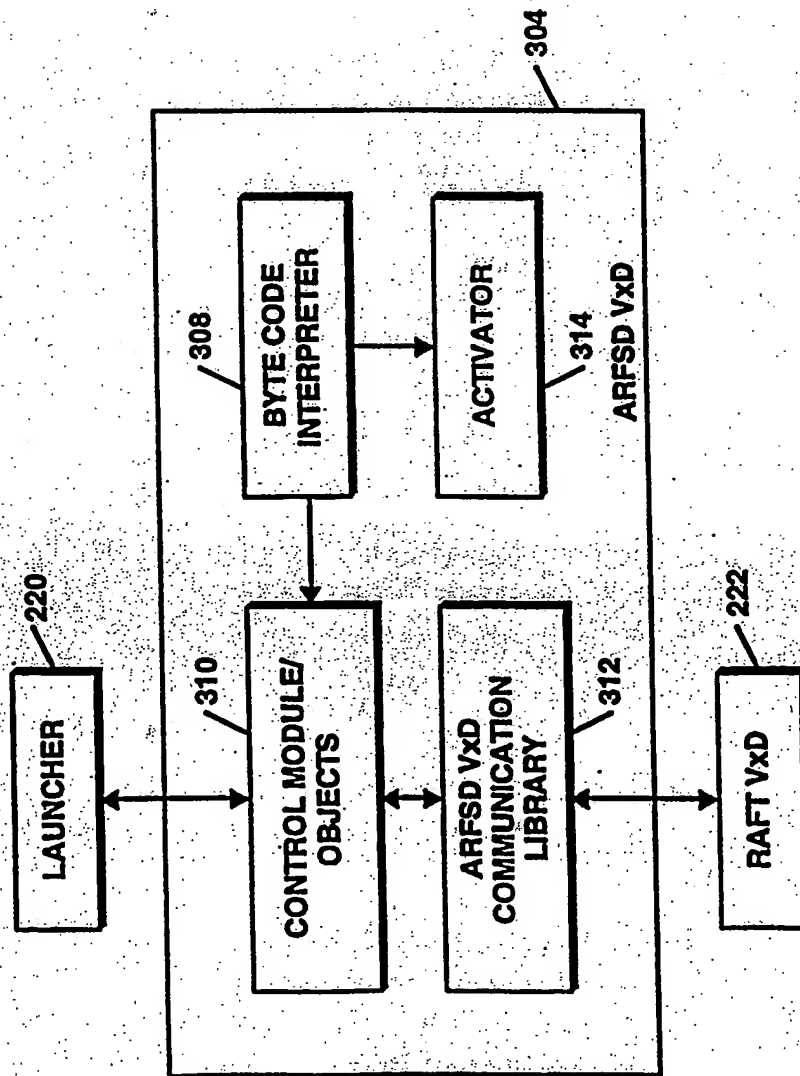 220
LAUNCHER
304
310
CONTROL MODULE/
OBJECTS
308
BYTE CODE
INTERPRETER
ARFSD VxD
COMMUNICATION
LIBRARY
312
ACTIVATOR
314
ARFSD VxD
222
RAFT VxD